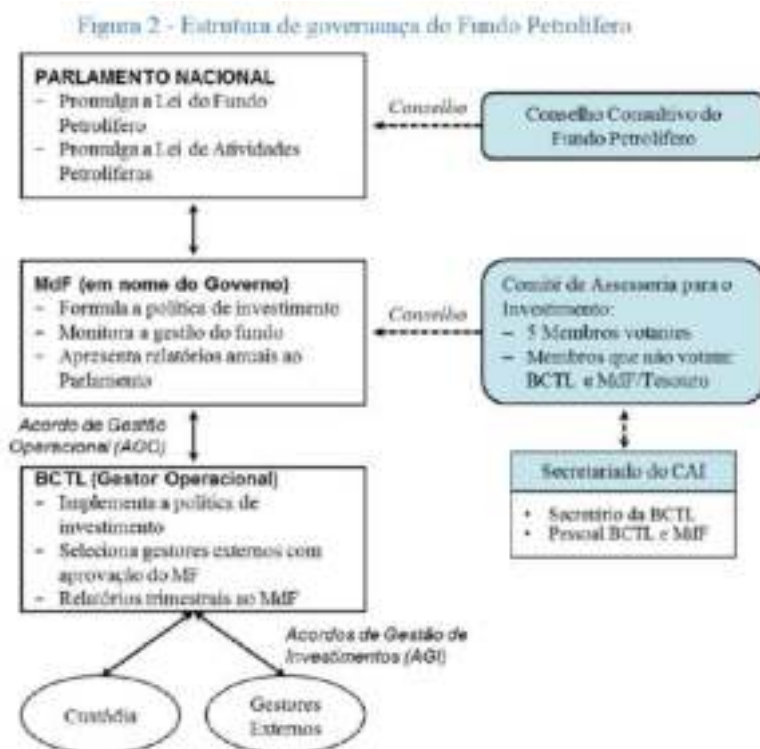 Figura 2 - Estrutura de governança do Fundo Petrolífero
PARLAMENTO NACIONAL
– Promulga a Lei do Fundo
Petrolífero
– Promulga a Lei de Atividades
Petrolíferas
Conselho
Conselho Consultivo do
Fundo Petrolífero
MdF (em nome do Governo)
– Formula a política de investimento
– Monitora a gestão do fundo
– Apresenta relatórios anuais ao
Parlamento
Conselho
Comité de Assessoria para o
Investimento:
– 5 Membros votantes
– Membros que não votam:
BCTL e MdF/Tesouro
Acordo de Gestão
Operacional (AGO)
BCTL (Gestor Operacional)
– Implementa a política de
investimento
– Seleciona gestores externos com
aprovação do MF
– Relatórios trimestrais ao MdF
Secretariado do CAI
• Secretário da BCTL
• Pessoal BCTL e MdF
Acordos de Gestão de
Investimentos (AGI)
Custódia
Gestores
Externos